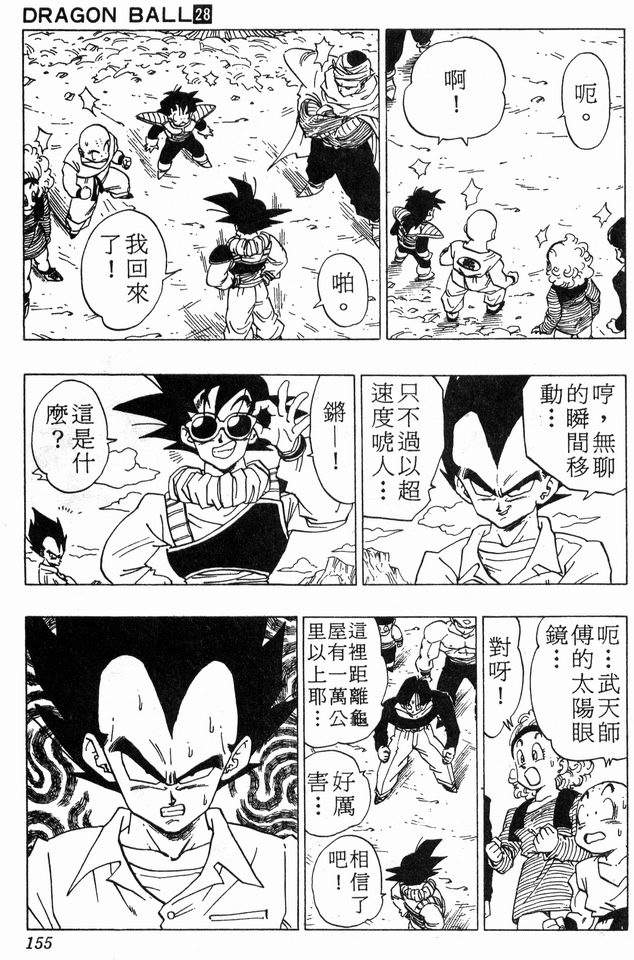 DRAGON BALL 28
呃。
啊！
啪。
我回來
了！
哼，無聊
的瞬間移
動…
只不過以超
速度唬人…
鏘—！
這是什
麼？
呃…武天師
傅的太陽眼
鏡…
對呀！
這裡距離龜
屋有一萬公
里以上耶…
好厲
害…
相信了
吧！
155